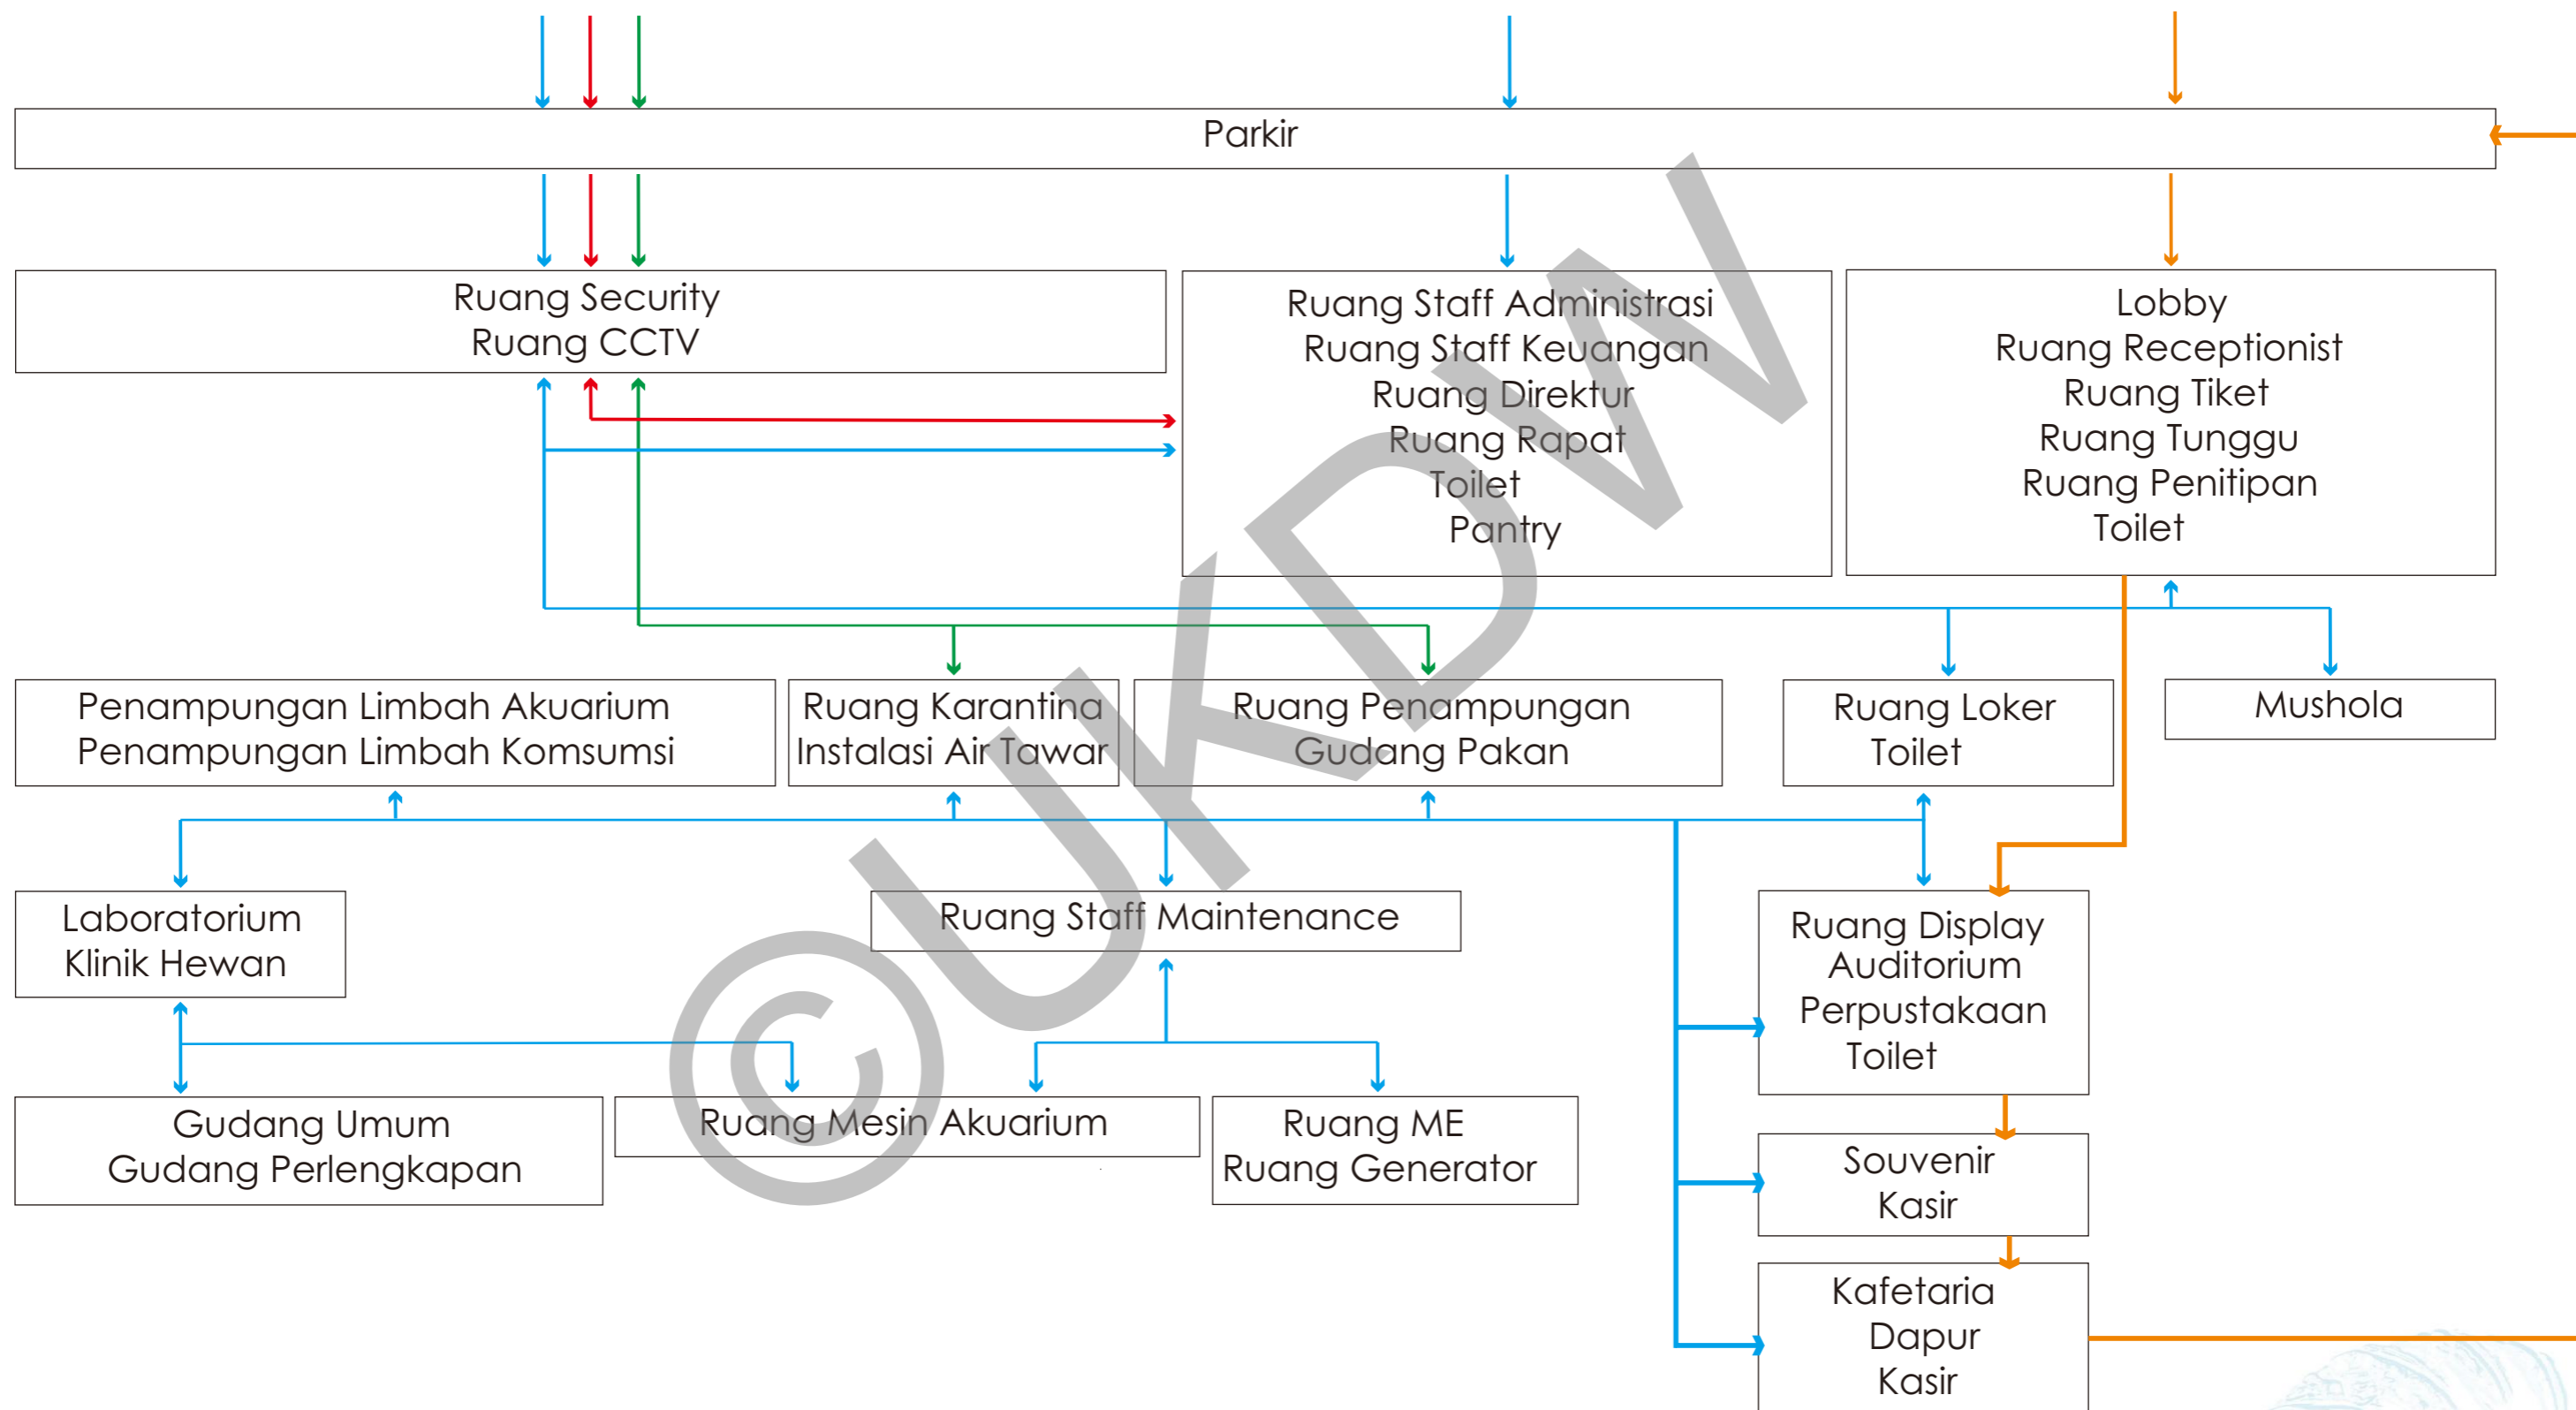 Parkir
Ruang Security
Ruang CCTV
Ruang Staff Administrasi
Ruang Staff Keuangan
Ruang Direktur
Ruang Rapat
Toilet
Pantry
Lobby
Ruang Receptionist
Ruang Tiket
Ruang Tunggu
Ruang Penitipan
Toilet
Penampungan Limbah Akuarium
Penampungan Limbah Komsumsi
Ruang Karantina
Instalasi Air Tawar
Ruang Penampungan
Gudang Pakan
Ruang Loker
Toilet
Mushola
Laboratorium
Klinik Hewan
Ruang Staff Maintenance
Ruang Display
Auditorium
Perpustakaan
Toilet
Gudang Umum
Gudang Perlengkapan
Ruang Mesin Akuarium
Ruang ME
Ruang Generator
Souvenir
Kasir
Kafetaria
Dapur
Kasir
©UKDW